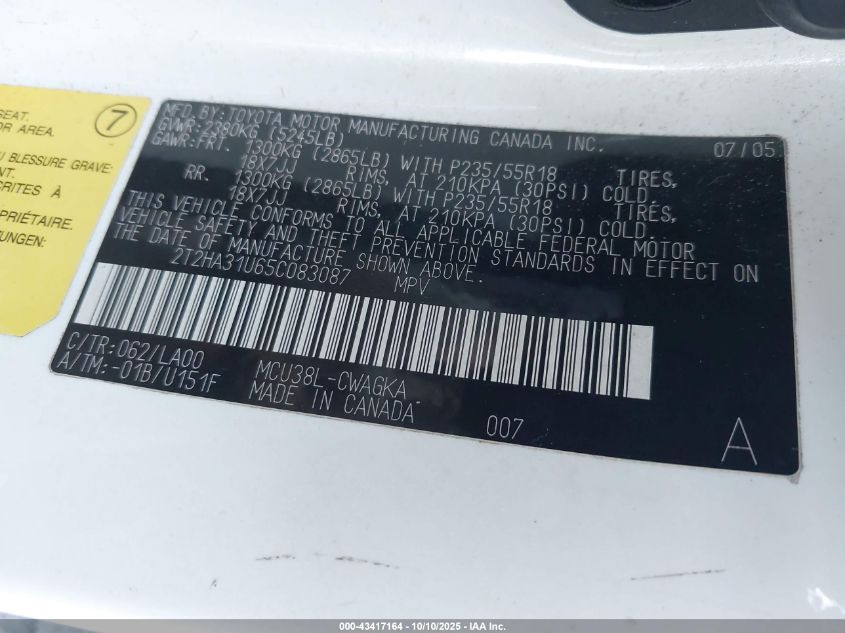 SEAT.
OR AREA.
7
U BLESSURE GRAVE
NT.
CRITES À
PROPRIÉTAIRE.
TUNGEN:
MFD. BY: TOYOTA MOTOR MANUFACTURING CANADA INC. 07/05
GVWR: 2380KG (5245LB)
GAWR: FRT. 1300KG (2865LB) WITH P235/55R18 TIRES,
18X7JJ RIMS, AT 210KPA (30PSI) COLD.
RR. 1300KG (2865LB) WITH P235/55R18 TIRES,
18X7JJ RIMS, AT 210KPA (30PSI) COLD.
THIS VEHICLE CONFORMS TO ALL APPLICABLE FEDERAL MOTOR
VEHICLE SAFETY AND THEFT PREVENTION STANDARDS IN EFFECT ON
THE DATE OF MANUFACTURE SHOWN ABOVE.
2T2HA31U65C083087 MPV
C/TR: 062/LA00 MCU38L-CWAGKA
A/TM: -01B/U151F MADE IN CANADA
007
A
000-43417164 - 10/10/2025 - IAA Inc.